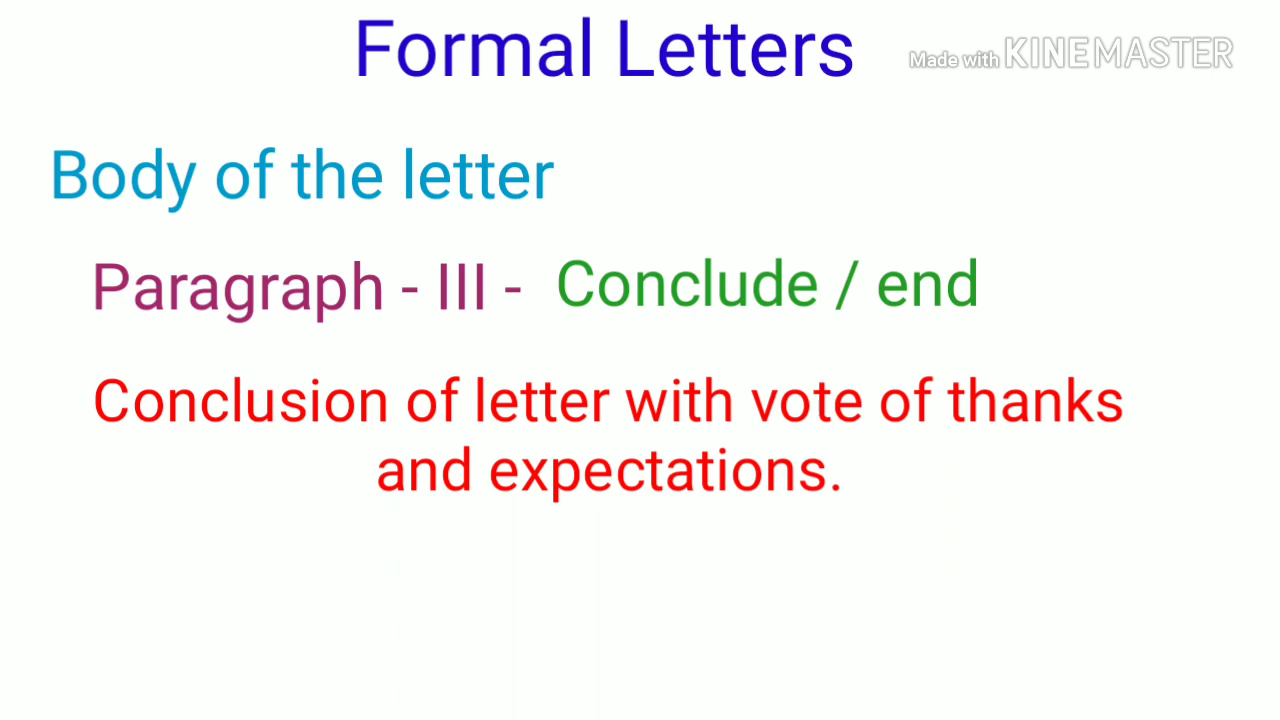 Formal Letters
Made with KINEMASTER
Body of the letter
Paragraph - III - Conclude / end
Conclusion of letter with vote of thanks
and expectations.